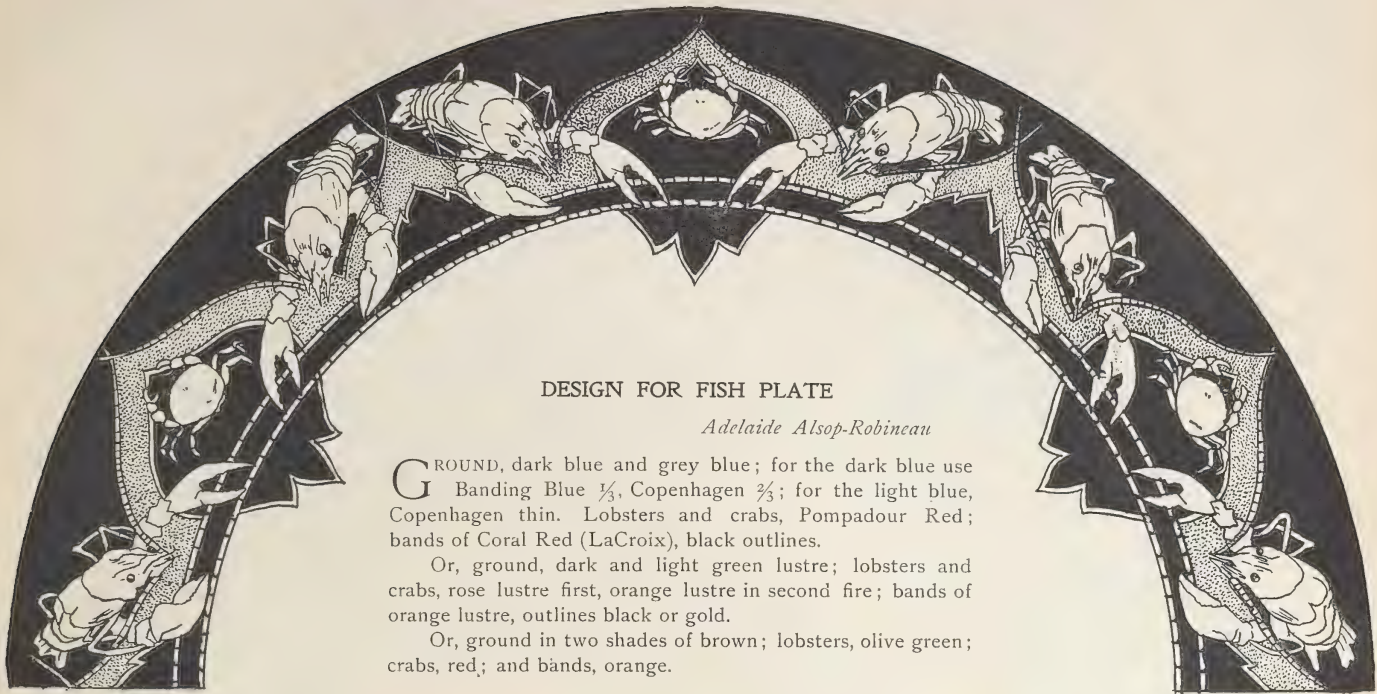 DESIGN FOR FISH PLATE
Adelaide Alsop-Robineau
GROUND, dark blue and grey blue; for the dark blue use
Banding Blue ⅓, Copenhagen ⅔; for the light blue,
Copenhagen thin. Lobsters and crabs, Pompadour Red;
bands of Coral Red (LaCroix), black outlines.
Or, ground, dark and light green lustre; lobsters and
crabs, rose lustre first, orange lustre in second fire; bands of
orange lustre, outlines black or gold.
Or, ground in two shades of brown; lobsters, olive green;
crabs, red; and bands, orange.